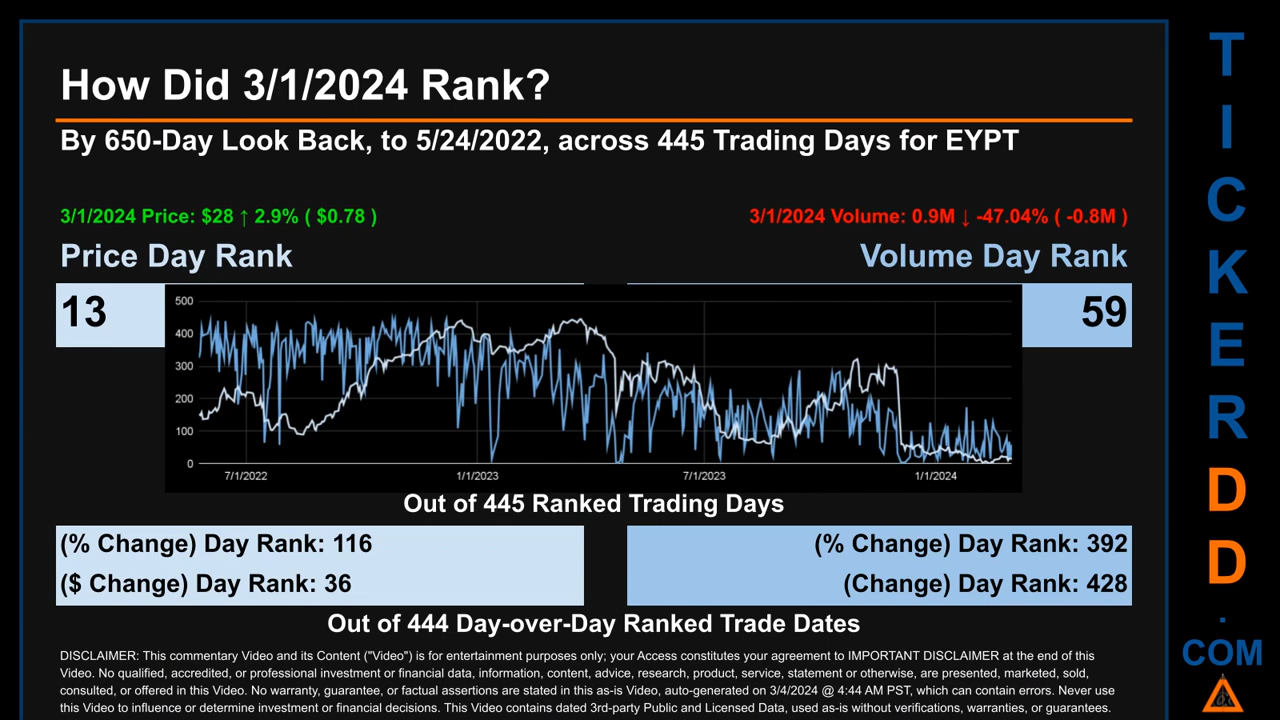 How Did 3/1/2024 Rank?
By 650-Day Look Back, to 5/24/2022, across 445 Trading Days for EYPT
3/1/2024 Price: $28 ↑ 2.9% ( $0.78 )
3/1/2024 Volume: 0.9M ↓ -47.04% ( -0.8M )
Price Day Rank
Volume Day Rank
13
59
500
400
300
200
100
0
7/1/2022
1/1/2023
7/1/2023
1/1/2024
Out of 445 Ranked Trading Days
(% Change) Day Rank: 116
($ Change) Day Rank: 36
(% Change) Day Rank: 392
(Change) Day Rank: 428
Out of 444 Day-over-Day Ranked Trade Dates
DISCLAIMER: This commentary Video and its Content ("Video") is for entertainment purposes only; your Access constitutes your agreement to IMPORTANT DISCLAIMER at the end of this
Video. No qualified, accredited, or professional investment or financial data, information, content, advice, research, product, service, statement or otherwise, are presented, marketed, sold,
consulted, or offered in this Video. No warranty, guarantee, or factual assertions are stated in this as-is Video, auto-generated on 3/4/2024 @ 4:44 AM PST, which can contain errors. Never use
this Video to influence or determine investment or financial decisions. This Video contains dated 3rd-party Public and Licensed Data, used as-is without verifications, warranties, or guarantees.
T
I
C
K
E
R
D
D
.
COM